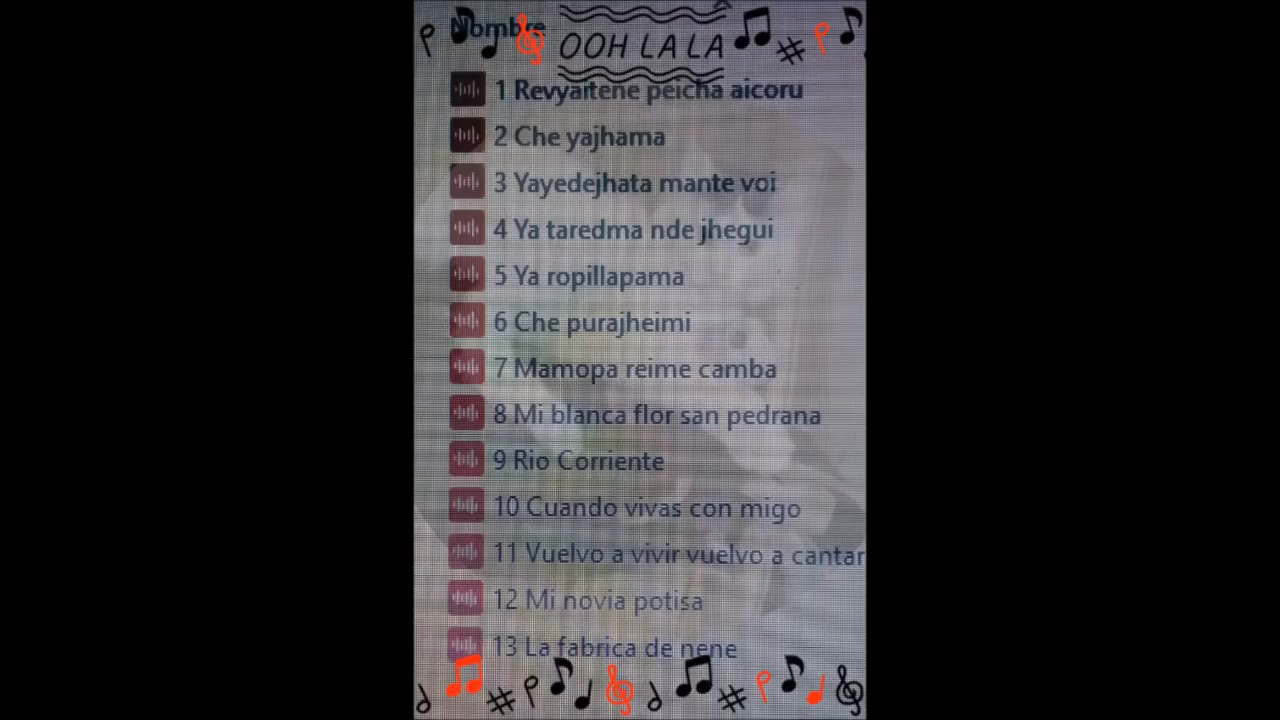 Nombre
OOH LA LA
1 Revyaitene peicha aicoru
2 Che yajhama
3 Yayedejhata mante voi
4 Ya taredma nde jhegui
5 Ya ropillapama
6 Che purajheimi
7 Mamopa reime camba
8 Mi blanca flor san pedrana
9 Rio Corriente
10 Cuando vivas con migo
11 Vuelvo a vivir vuelvo a cantar
12 Mi novia potisa
13 La fabrica de nene